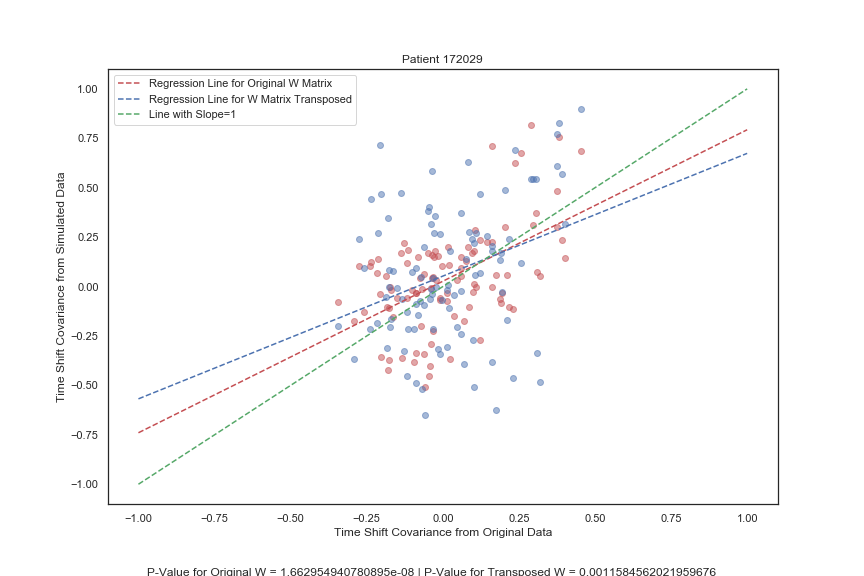 Patient 172029
Regression Line for Original W Matrix
Regression Line for W Matrix Transposed
Line with Slope=1
Time Shift Covariance from Simulated Data
1.00
0.75
0.50
0.25
0.00
−0.25
−0.50
−0.75
−1.00
−1.00 −0.75 −0.50 −0.25 0.00 0.25 0.50 0.75 1.00
Time Shift Covariance from Original Data
P-Value for Original W = 1.662954940780895e-08 | P-Value for Transposed W = 0.0011584562021959676